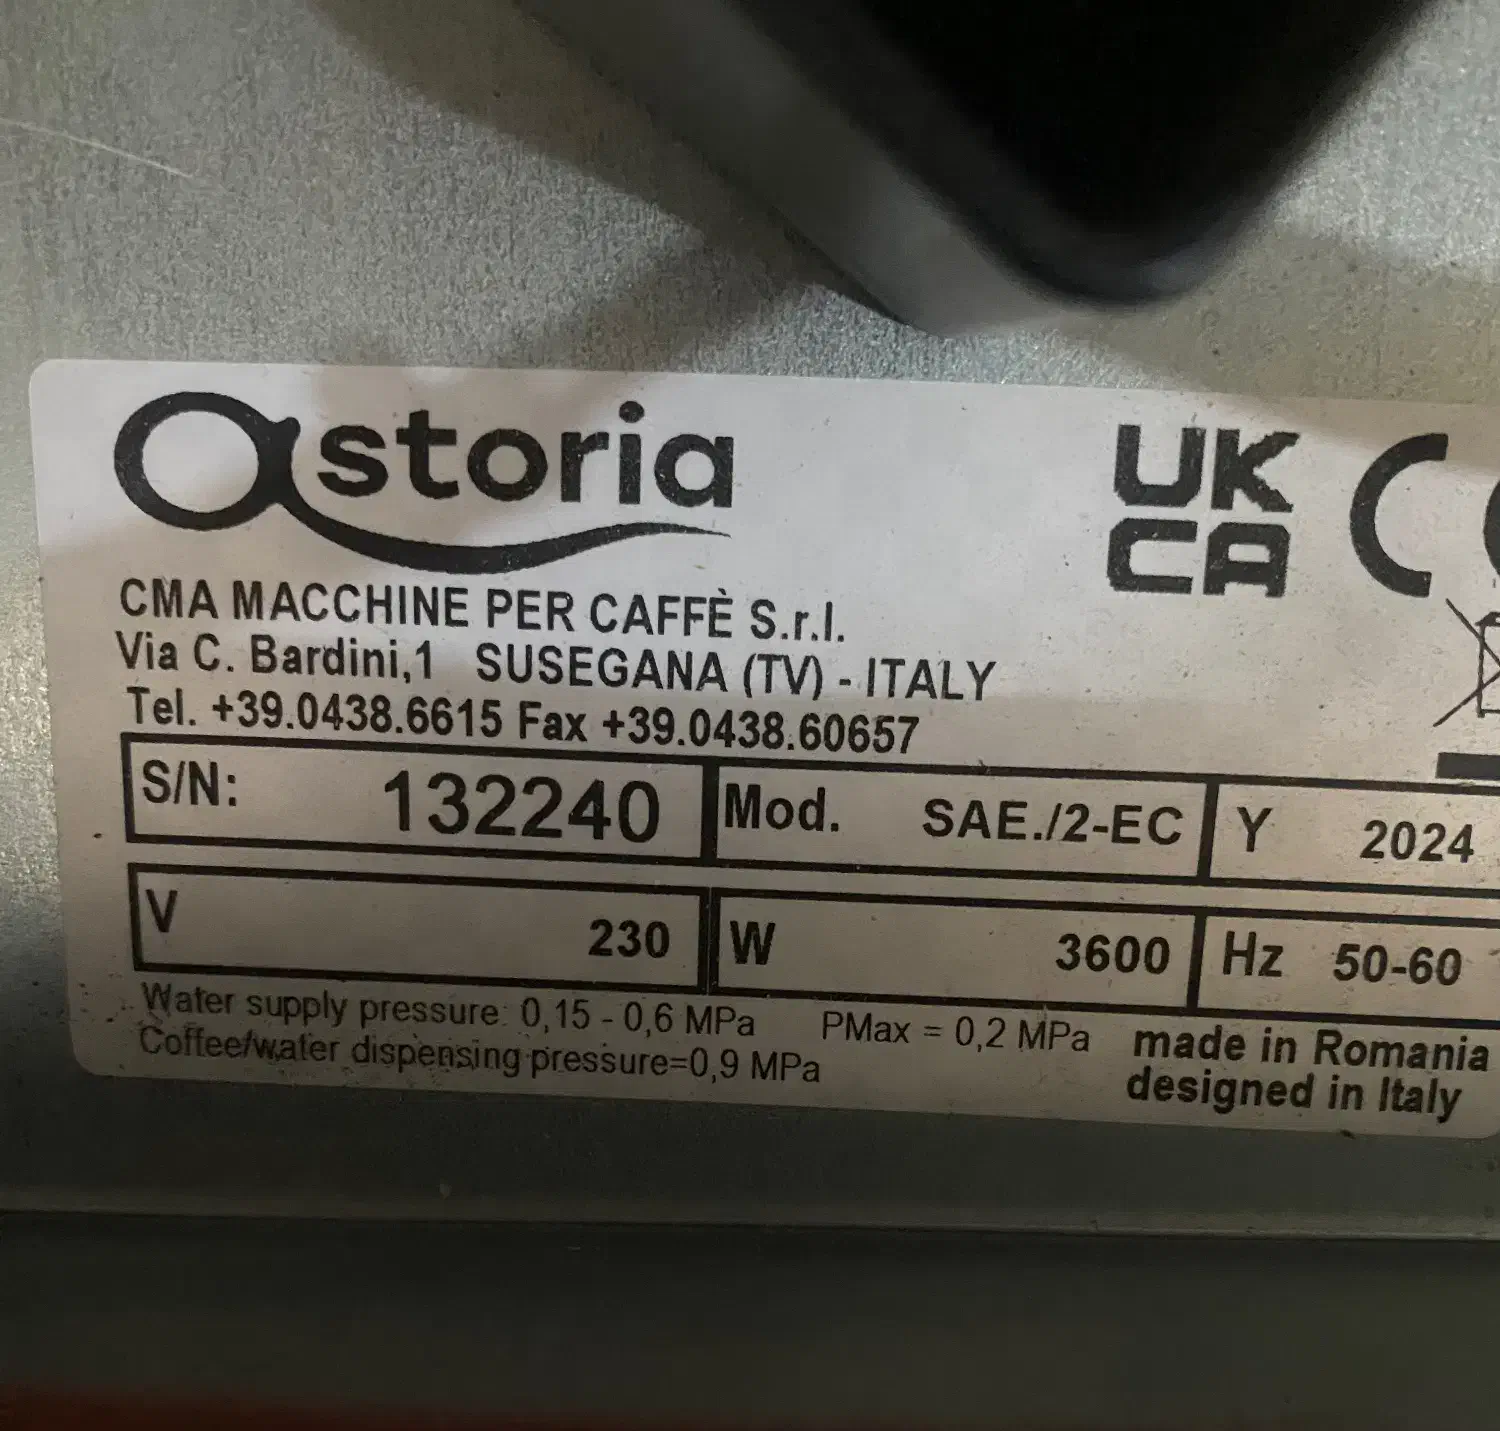 astoria
UK
CA
CE
CMA MACCHINE PER CAFFÈ S.r.l.
Via C. Bardini,1 SUSEGANA (TV) - ITALY
Tel. +39.0438.6615 Fax +39.0438.60657
S/N: 132240 Mod. SAE./2-EC Y 2024
V 230 W 3600 Hz 50-60
Water supply pressure: 0,15 - 0,6 MPa PMax = 0,2 MPa
Coffee/water dispensing pressure=0,9 MPa
made in Romania
designed in Italy